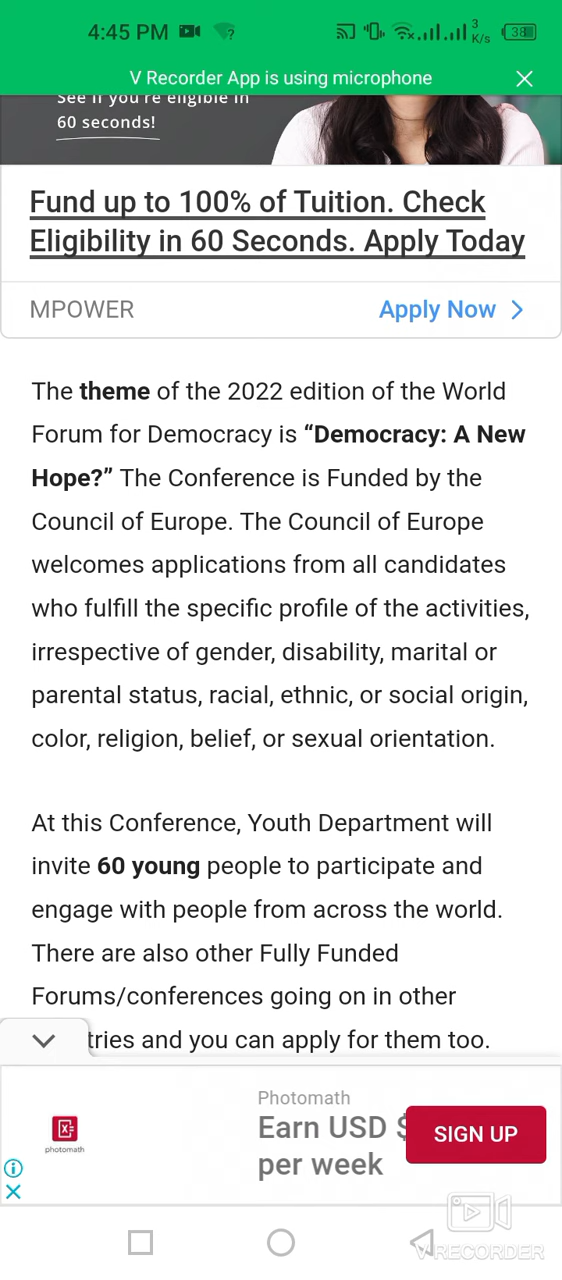 4:45 PM
3
K/s
38
V Recorder App is using microphone
See if you're eligible in
60 seconds!
Fund up to 100% of Tuition. Check
Eligibility in 60 Seconds. Apply Today
MPOWER
Apply Now
The theme of the 2022 edition of the World
Forum for Democracy is “Democracy: A New
Hope?” The Conference is Funded by the
Council of Europe. The Council of Europe
welcomes applications from all candidates
who fulfill the specific profile of the activities,
irrespective of gender, disability, marital or
parental status, racial, ethnic, or social origin,
color, religion, belief, or sexual orientation.
At this Conference, Youth Department will
invite 60 young people to participate and
engage with people from across the world.
There are also other Fully Funded
Forums/conferences going on in other
tries and you can apply for them too.
Photomath
Earn USD $
per week
SIGN UP
photomath
V RECORDER